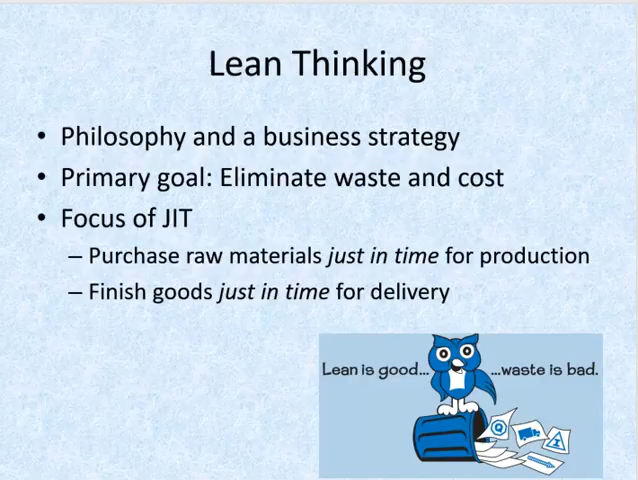 Lean Thinking
• Philosophy and a business strategy
• Primary goal: Eliminate waste and cost
• Focus of JIT
– Purchase raw materials just in time for production
– Finish goods just in time for delivery
Lean is good... ...waste is bad.
Q